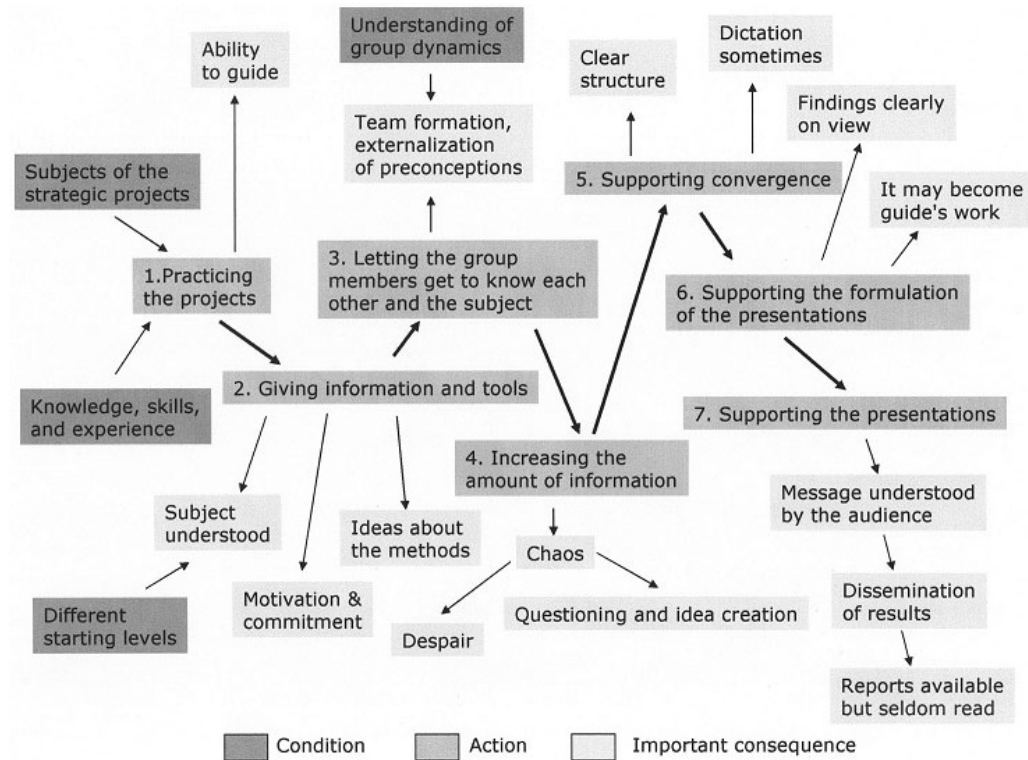 Understanding of
group dynamics
Ability
to guide
Clear
structure
Dictation
sometimes
Findings clearly
on view
Team formation,
externalization
of preconceptions
Subjects of the
strategic projects
5. Supporting convergence
It may become
guide's work
1.Practicing
the projects
3. Letting the group
members get to know each
other and the subject
6. Supporting the formulation
of the presentations
2. Giving information and tools
Knowledge, skills,
and experience
7. Supporting the presentations
4. Increasing the
amount of information
Subject
understood
Ideas about
the methods
Message understood
by the audience
Chaos
Different
starting levels
Motivation &
commitment
Despair
Questioning and idea creation
Dissemination
of results
Reports available
but seldom read
Condition
Action
Important consequence